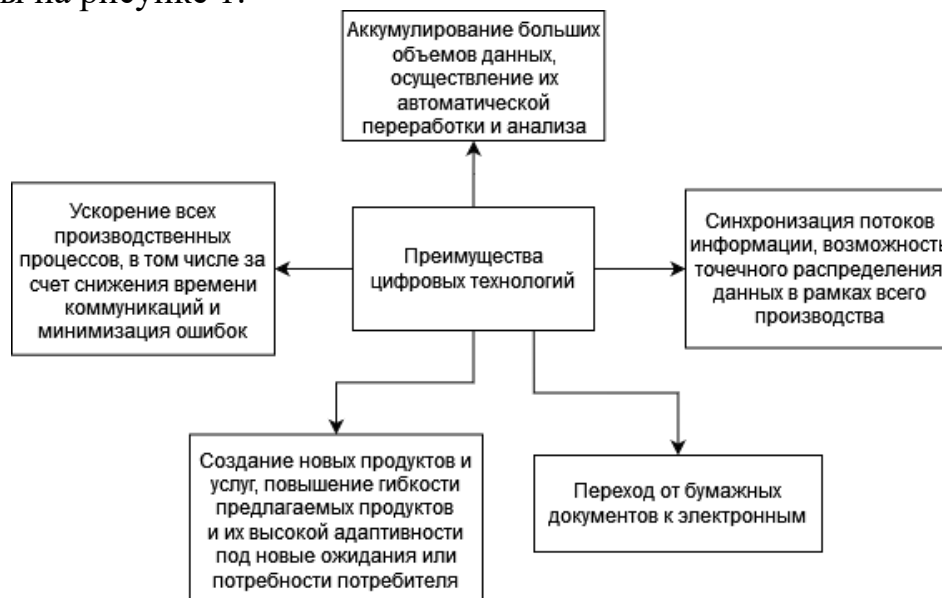 ы на рисунке 1.
Аккумулирование больших
объемов данных,
осуществление их
автоматической
переработки и анализа
Ускорение всех
производственных
процессов, в том числе за
счет снижения времени
коммуникаций и
минимизация ошибок
Преимущества
цифровых технологий
Синхронизация потоков
информации, возможность
точечного распределения
данных в рамках всего
производства
Создание новых продуктов и
услуг, повышение гибкости
предлагаемых продуктов
и их высокой адаптивности
под новые ожидания или
потребности потребителя
Переход от бумажных
документов к электронным